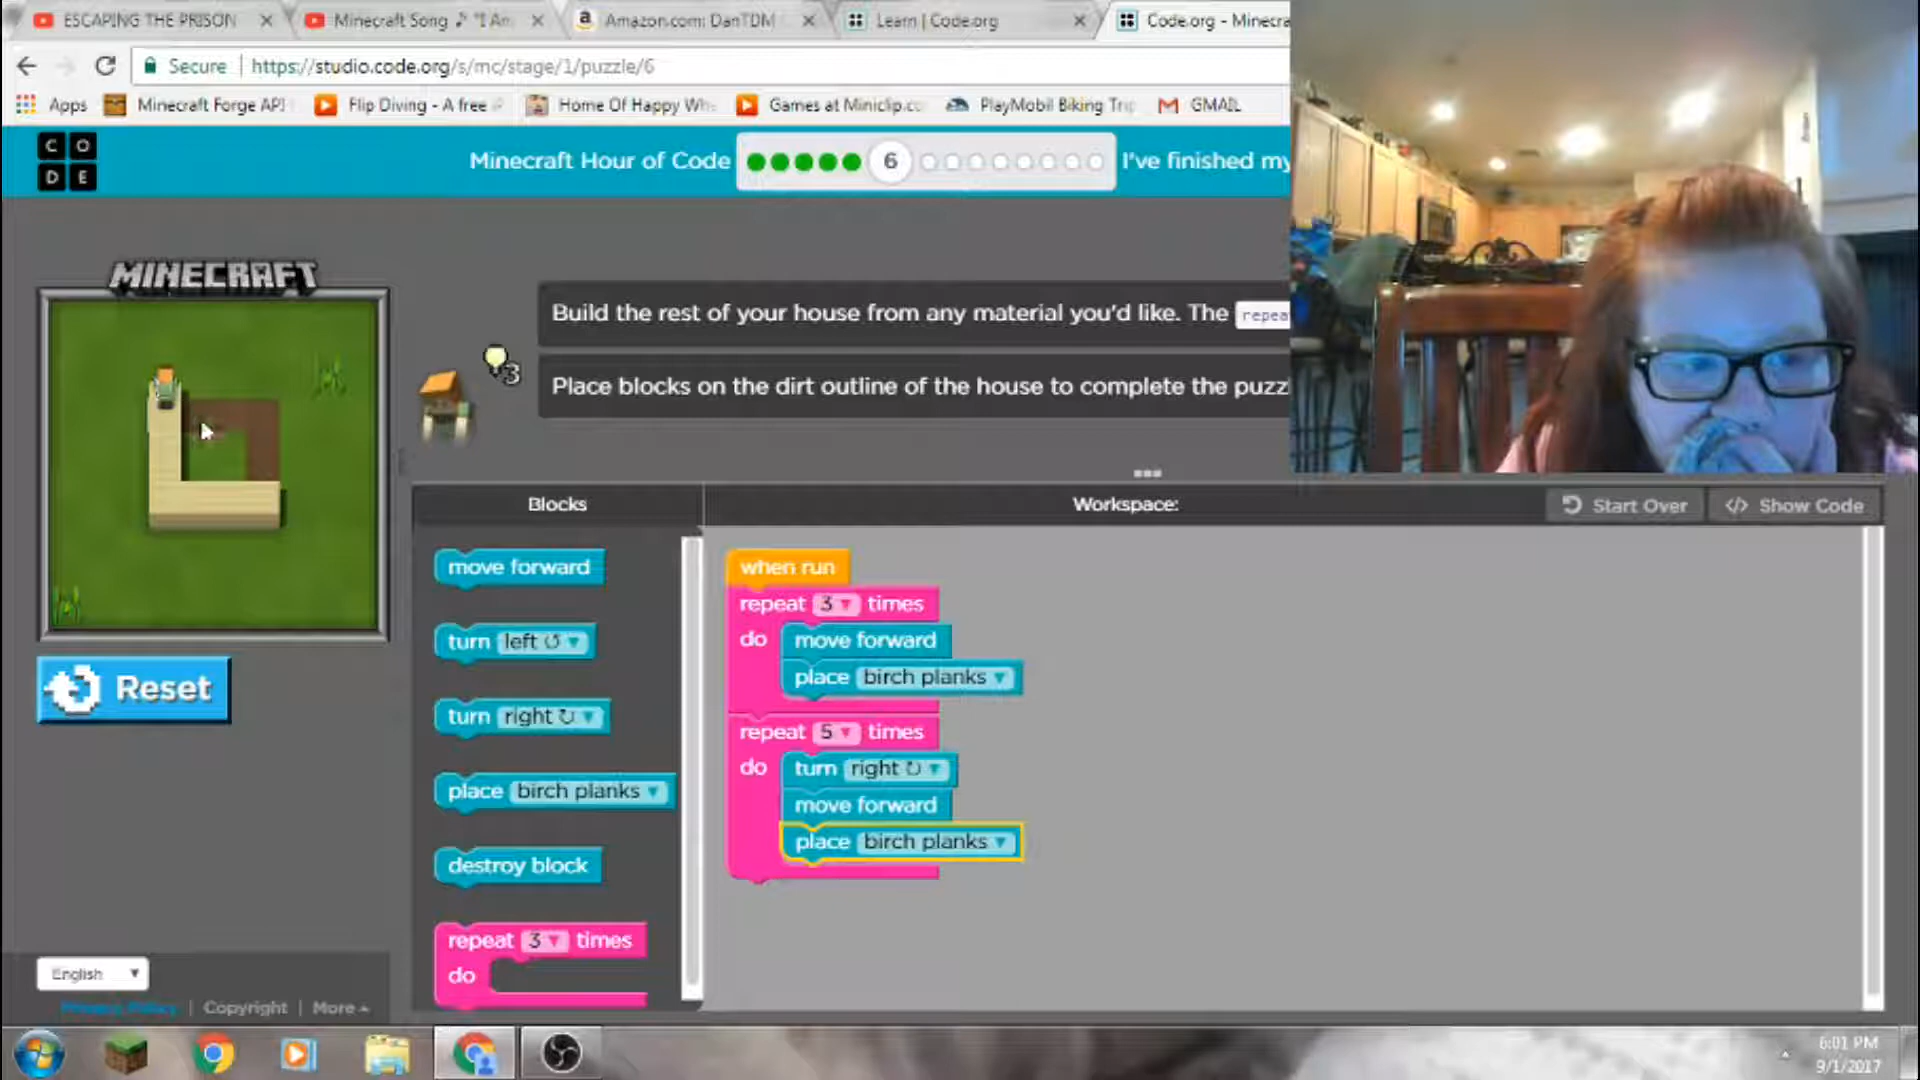 ESCAPING THE PRISON
Minecraft Song ♪ "I Am
Amazon.com: DanTDM
Learn | Code.org
Code.org - Minecra
Secure
https://studio.code.org/s/mc/stage/1/puzzle/6
Apps
Minecraft Forge API
Flip Diving - A free
Home Of Happy Wh
Games at Miniclip.c
PlayMobil Biking Tri
GMAIL
CODE
Minecraft Hour of Code
6
I've finished my
MINECRAFT
Build the rest of your house from any material you'd like. The repea
3
Place blocks on the dirt outline of the house to complete the puzz
Blocks
Workspace:
Start Over
</> Show Code
move forward
turn left ↺
turn right ↻
place birch planks
destroy block
repeat 3 times
do
when run
repeat 3 times
do move forward
place birch planks
repeat 5 times
do turn right ↻
move forward
place birch planks
Reset
English
Privacy Policy | Copyright | More
6:01 PM
9/1/2017